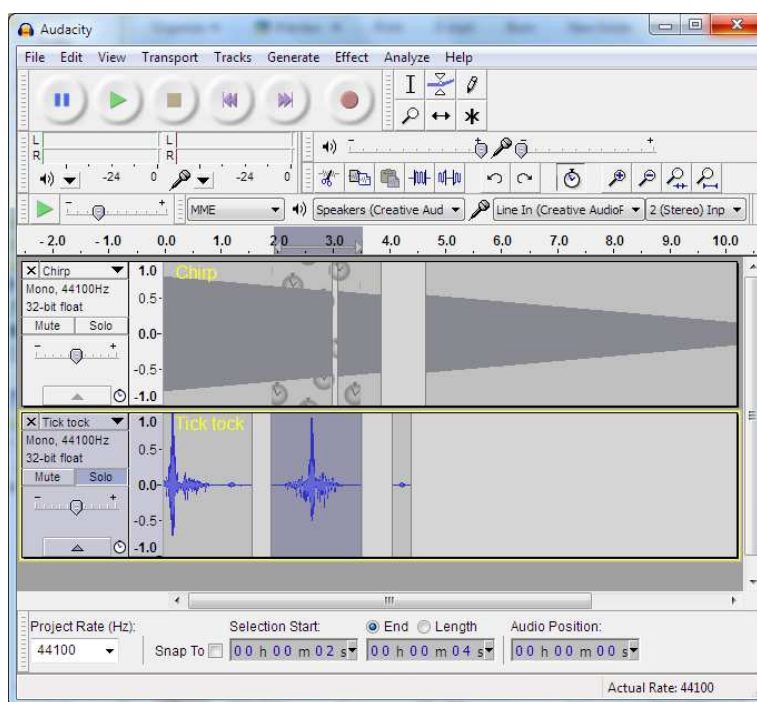 Audacity
File Edit View Transport Tracks Generate Effect Analyze Help
L
R
-24 0
L
R
-24 0
MME
Speakers (Creative Aud
Line In (Creative AudioF
2 (Stereo) Inp
- 2.0 - 1.0 0.0 1.0 2.0 3.0 4.0 5.0 6.0 7.0 8.0 9.0 10.0
Chirp
Mono, 44100Hz
32-bit float
Mute Solo
- +
1.0
0.5-
0.0-
-0.5-
-1.0
Chirp
Tick tock
Mono, 44100Hz
32-bit float
Mute Solo
- +
1.0
0.5-
0.0-
-0.5-
-1.0
Tick tock
Project Rate (Hz): Selection Start: End Length Audio Position:
44100 Snap To 00 h 00 m 02 s 00 h 00 m 04 s 00 h 00 m 00 s
Actual Rate: 44100